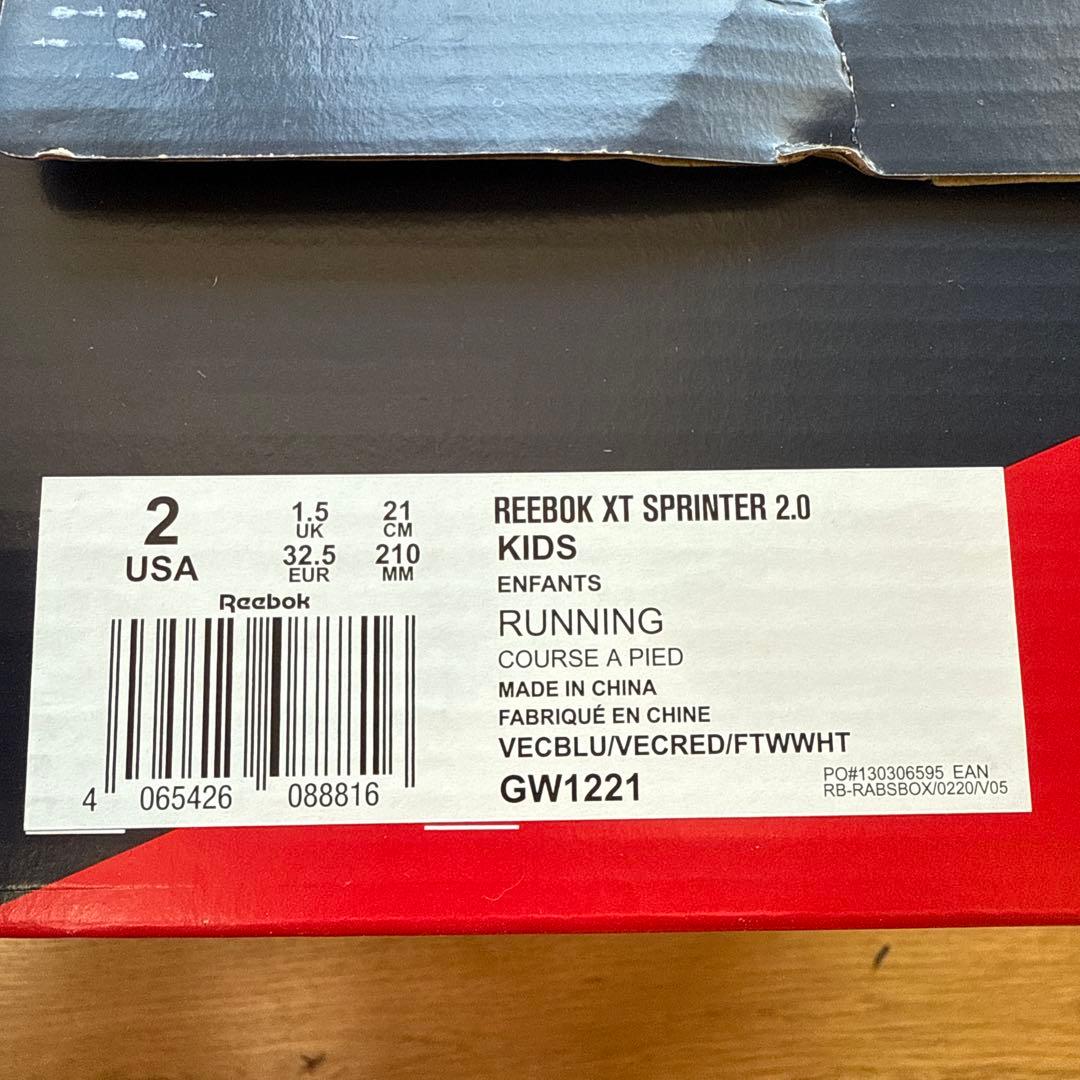 2
USA
1.5
UK
32.5
EUR
21
CM
210
MM
Reebok
4 065426 088816
REEBOK XT SPRINTER 2.0
KIDS
ENFANTS
RUNNING
COURSE A PIED
MADE IN CHINA
FABRIQUÉ EN CHINE
VECBLU/VECRED/FTWWHT
GW1221
PO#130306595 EAN
RB-RABSBOX/0220/V05